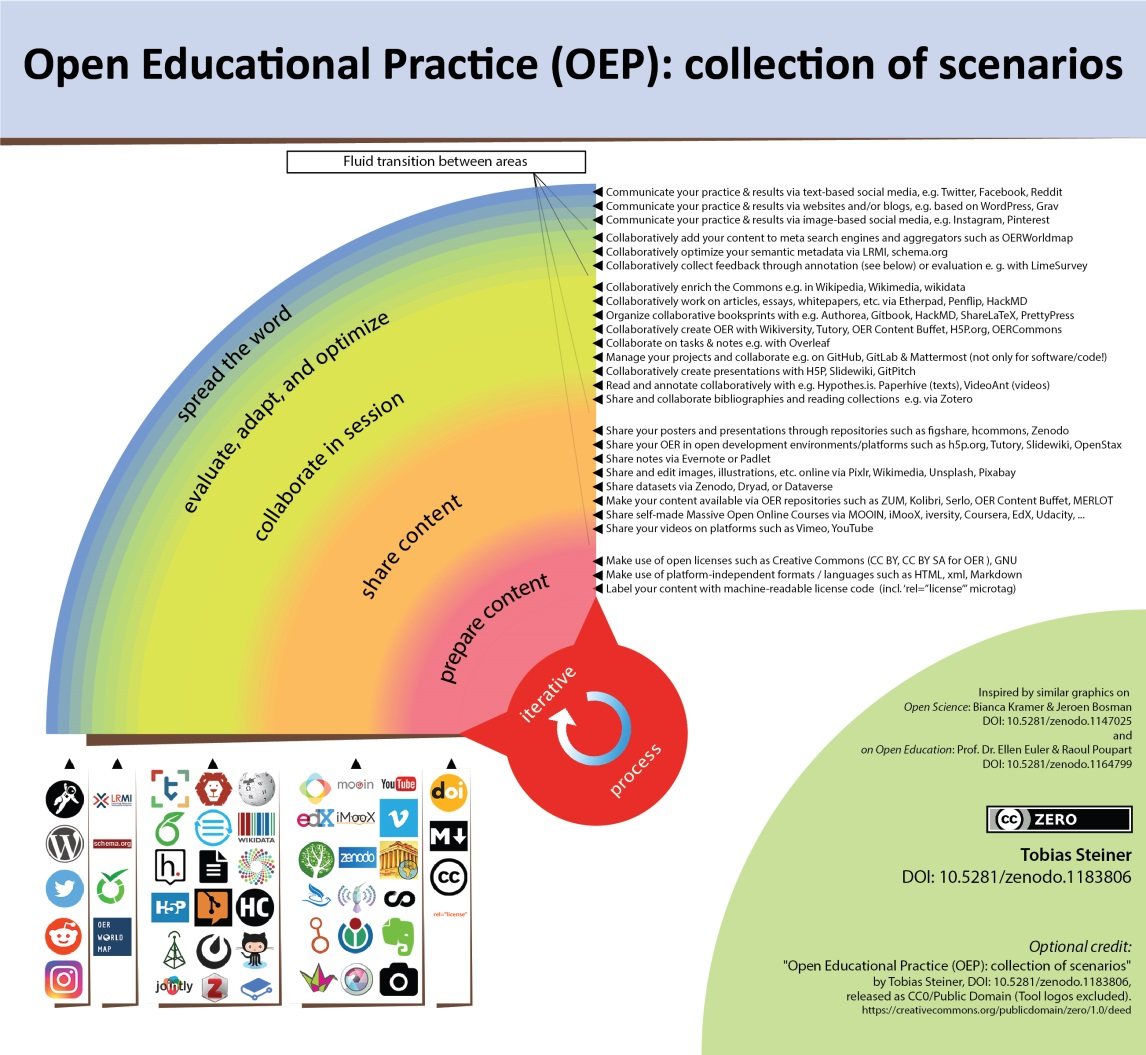 Open Educational Practice (OEP): collection of scenarios
Fluid transition between areas
Communicate your practice & results via text-based social media, e.g. Twitter, Facebook, Reddit
Communicate your practice & results via websites and/or blogs, e.g. based on WordPress, Grav
Communicate your practice & results via image-based social media, e.g. Instagram, Pinterest
Collaboratively add your content to meta search engines and aggregators such as OERWorldmap
Collaboratively optimize your semantic metadata via LRMI, schema.org
Collaboratively collect feedback through annotation (see below) or evaluation e. g. with LimeSurvey
Collaboratively enrich the Commons e.g. in Wikipedia, Wikimedia, wikidata
Collaboratively work on articles, essays, whitepapers, etc. via Etherpad, Penflip, HackMD
Organize collaborative booksprints with e.g. Authorea, Gitbook, HackMD, ShareLaTeX, PrettyPress
Collaboratively create OER with Wikiversity, Tutory, OER Content Buffet, H5P.org, OERCommons
Collaborate on tasks & notes e.g. with Overleaf
Manage your projects and collaborate e.g. on GitHub, GitLab & Mattermost (not only for software/code!)
Collaboratively create presentations with H5P, Slidewiki, GitPitch
Read and annotate collaboratively with e.g. Hypothes.is. Paperhive (texts), VideoAnt (videos)
Share and collaborate bibliographies and reading collections e.g. via Zotero
Share your posters and presentations through repositories such as figshare, hcommons, Zenodo
Share your OER in open development environments/platforms such as h5p.org, Tutory, Slidewiki, OpenStax
Share notes via Evernote or Padlet
Share and edit images, illustrations, etc. online via Pixlr, Wikimedia, Unsplash, Pixabay
Share datasets via Zenodo, Dryad, or Dataverse
Make your content available via OER repositories such as ZUM, Kolibri, Serlo, OER Content Buffet, MERLOT
Share self-made Massive Open Online Courses via MOOIN, iMooX, iversity, Coursera, EdX, Udacity, ...
Share your videos on platforms such as Vimeo, YouTube
Make use of open licenses such as Creative Commons (CC BY, CC BY SA for OER ), GNU
Make use of platform-independent formats / languages such as HTML, xml, Markdown
Label your content with machine-readable license code (incl. ‘rel="license"’ microtag)
spread the word
evaluate, adapt, and optimize
collaborate in session
share content
prepare content
iterative
process
LRMI
schema.org
OER
WORLD
MAP
t
WIKIDATA
h.
H5P
HC
jointly
Z
mooin
YouTube
edX
iMooX
v
zenodo
doi
M
cc
rel="license"
Inspired by similar graphics on
Open Science: Bianca Kramer & Jeroen Bosman
DOI: 10.5281/zenodo.1147025
and
on Open Education: Prof. Dr. Ellen Euler & Raoul Poupart
DOI: 10.5281/zenodo.1164799
cc ZERO
Tobias Steiner
DOI: 10.5281/zenodo.1183806
Optional credit:
"Open Educational Practice (OEP): collection of scenarios"
by Tobias Steiner, DOI: 10.5281/zenodo.1183806,
released as CC0/Public Domain (Tool logos excluded).
https://creativecommons.org/publicdomain/zero/1.0/deed